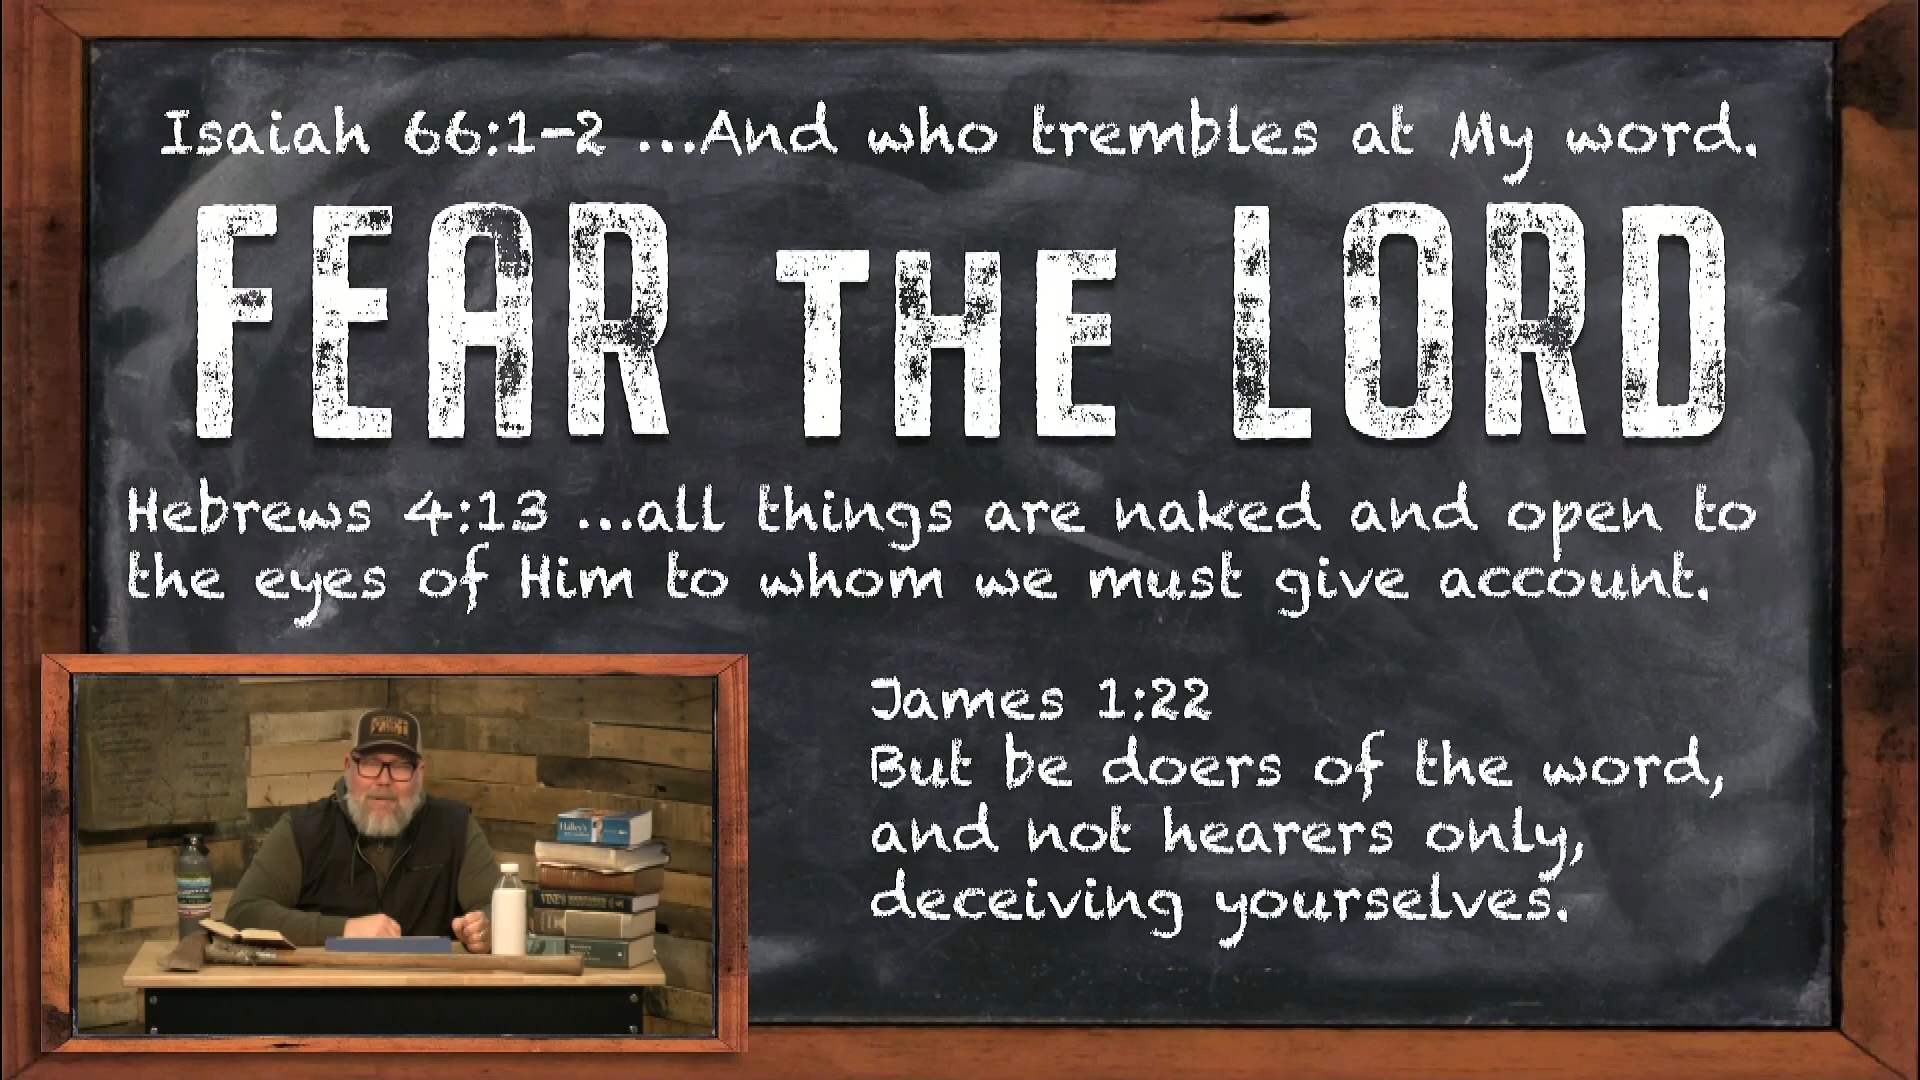 Isaiah 66:1-2 ...And who trembles at My word.
FEAR THE LORD
Hebrews 4:13 ...all things are naked and open to
the eyes of Him to whom we must give account.
James 1:22
But be doers of the word,
and not hearers only,
deceiving yourselves.
Halley's
VINE'S